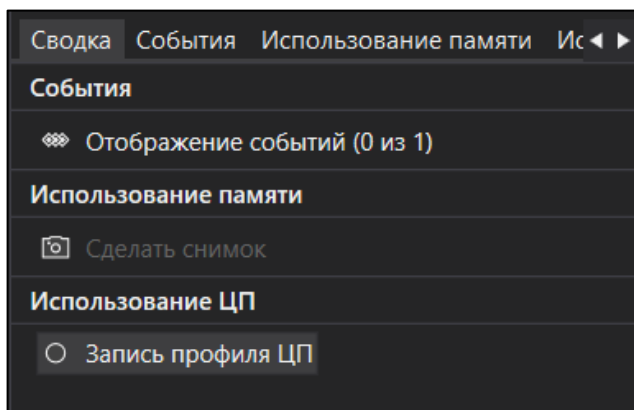 Сводка События Использование памяти Ис
События
Отображение событий (0 из 1)
Использование памяти
Сделать снимок
Использование ЦП
Запись профиля ЦП